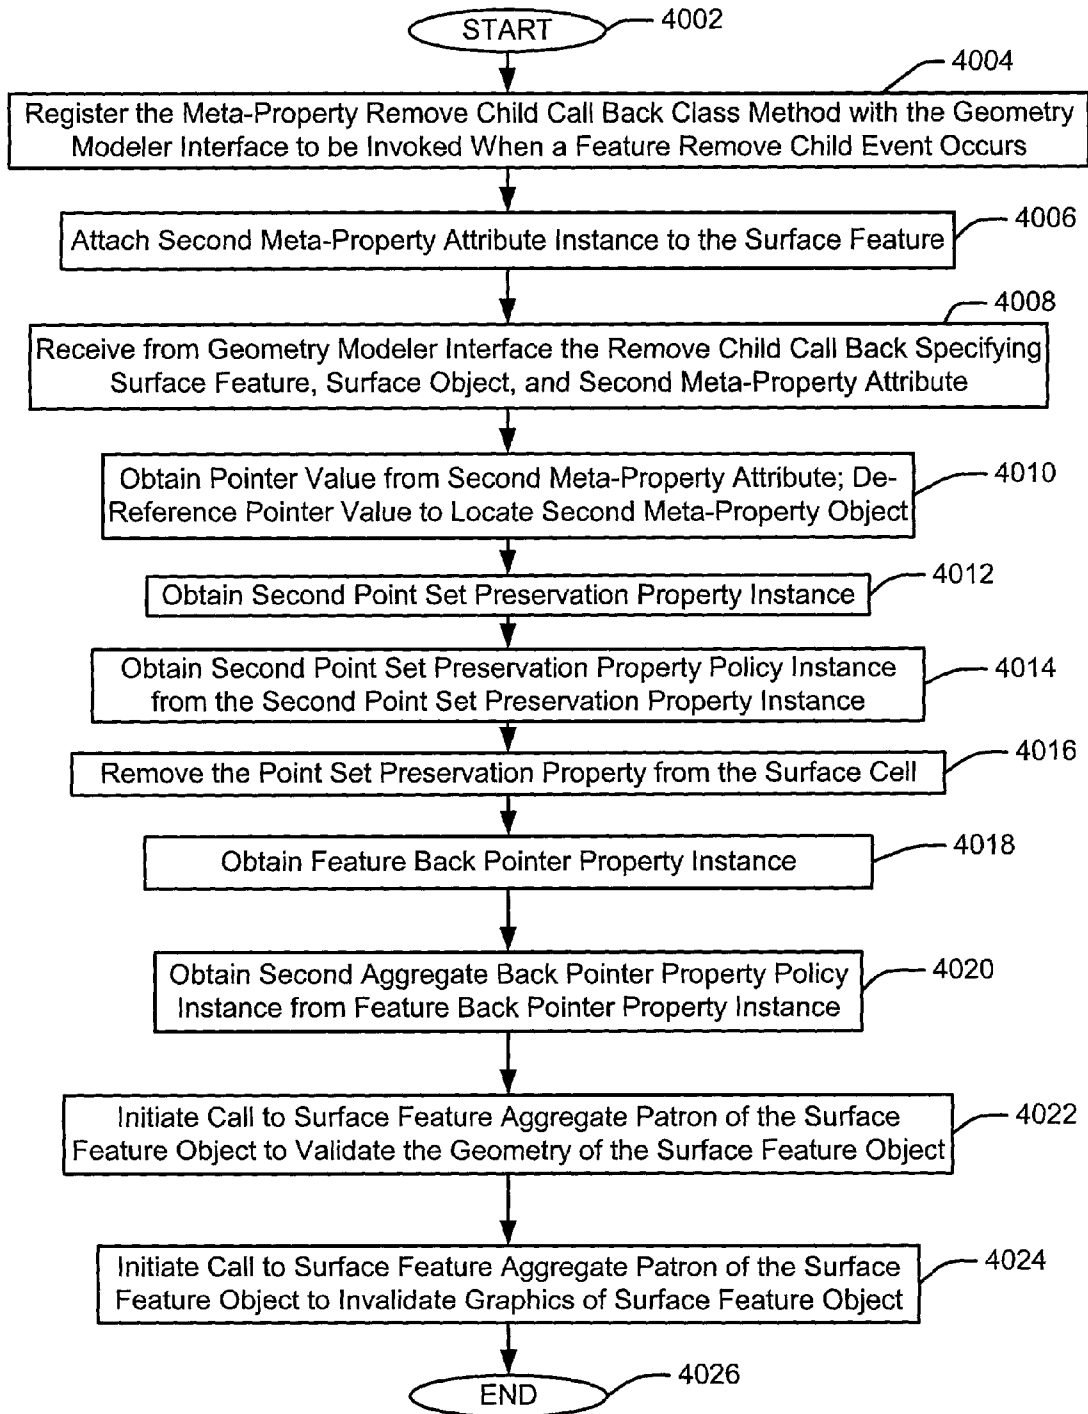 START
4002
4004
Register the Meta-Property Remove Child Call Back Class Method with the Geometry
Modeler Interface to be Invoked When a Feature Remove Child Event Occurs
4006
Attach Second Meta-Property Attribute Instance to the Surface Feature
4008
Receive from Geometry Modeler Interface the Remove Child Call Back Specifying
Surface Feature, Surface Object, and Second Meta-Property Attribute
4010
Obtain Pointer Value from Second Meta-Property Attribute; De-
Reference Pointer Value to Locate Second Meta-Property Object
4012
Obtain Second Point Set Preservation Property Instance
4014
Obtain Second Point Set Preservation Property Policy Instance
from the Second Point Set Preservation Property Instance
4016
Remove the Point Set Preservation Property from the Surface Cell
4018
Obtain Feature Back Pointer Property Instance
4020
Obtain Second Aggregate Back Pointer Property Policy
Instance from Feature Back Pointer Property Instance
4022
Initiate Call to Surface Feature Aggregate Patron of the Surface
Feature Object to Validate the Geometry of the Surface Feature Object
4024
Initiate Call to Surface Feature Aggregate Patron of the Surface
Feature Object to Invalidate Graphics of Surface Feature Object
4026
END